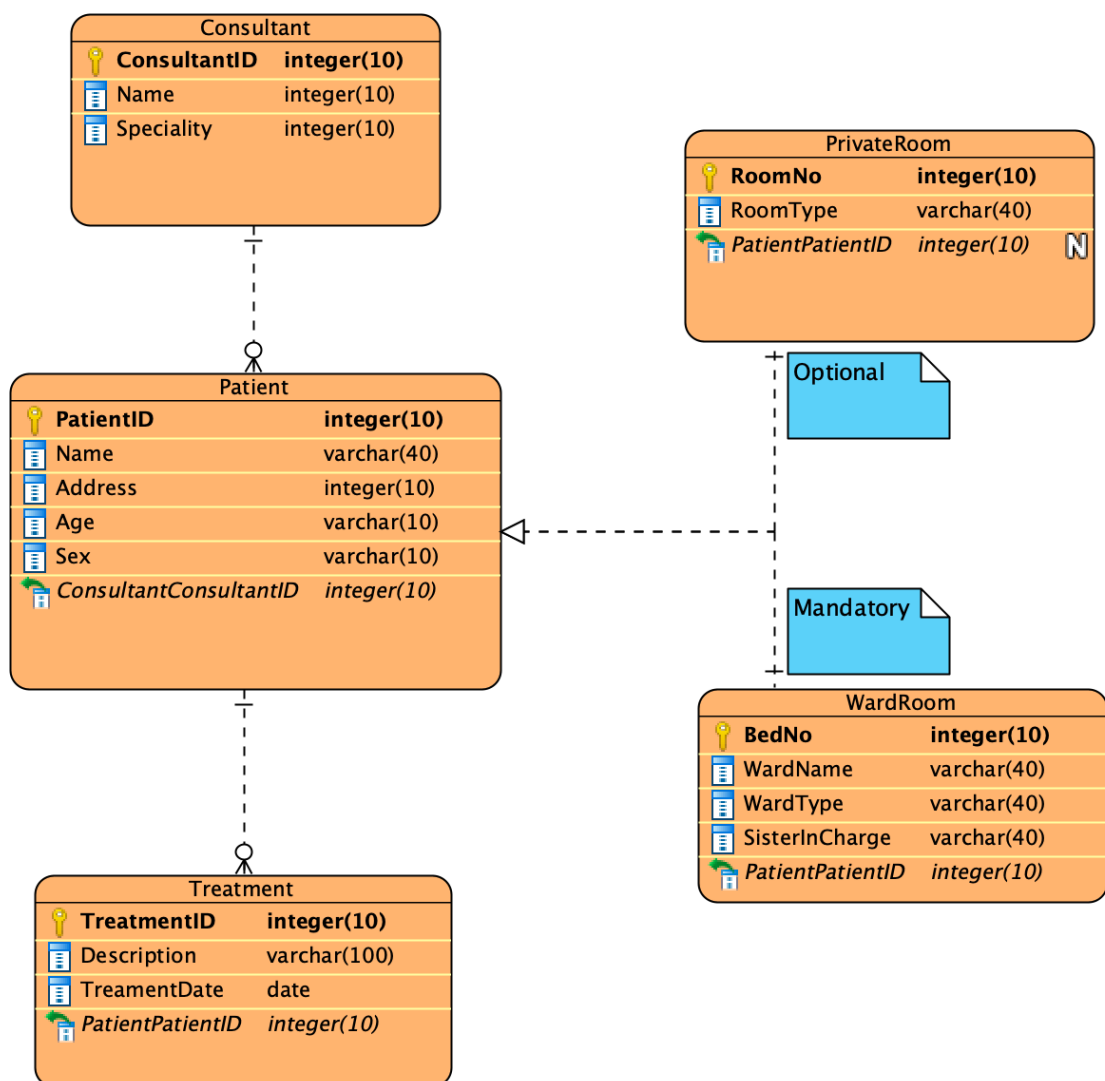 Consultant
ConsultantID integer(10)
Name integer(10)
Speciality integer(10)
PrivateRoom
RoomNo integer(10)
RoomType varchar(40)
PatientPatientID integer(10) N
Optional
Patient
PatientID integer(10)
Name varchar(40)
Address integer(10)
Age varchar(10)
Sex varchar(10)
ConsultantConsultantID integer(10)
Mandatory
WardRoom
BedNo integer(10)
WardName varchar(40)
WardType varchar(40)
SisterInCharge varchar(40)
PatientPatientID integer(10)
Treatment
TreatmentID integer(10)
Description varchar(100)
TreamentDate date
PatientPatientID integer(10)